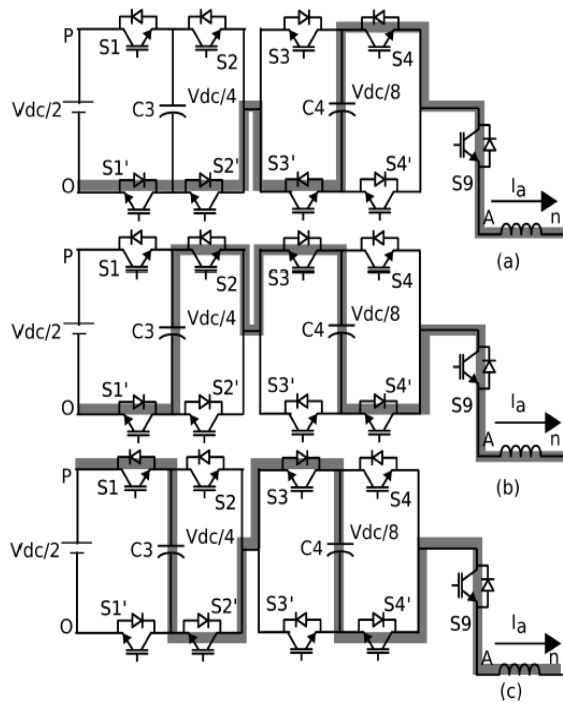 P
S1
S2
S3
S4
Vdc/2
C3
Vdc/4
C4
Vdc/8
O
S1'
S2'
S3'
S4'
S9
Ia
A
n
(a)
P
S1
S2
S3
S4
Vdc/2
C3
Vdc/4
C4
Vdc/8
O
S1'
S2'
S3'
S4'
S9
Ia
A
n
(b)
P
S1
S2
S3
S4
Vdc/2
C3
Vdc/4
C4
Vdc/8
O
S1'
S2'
S3'
S4'
S9
Ia
A
n
(c)